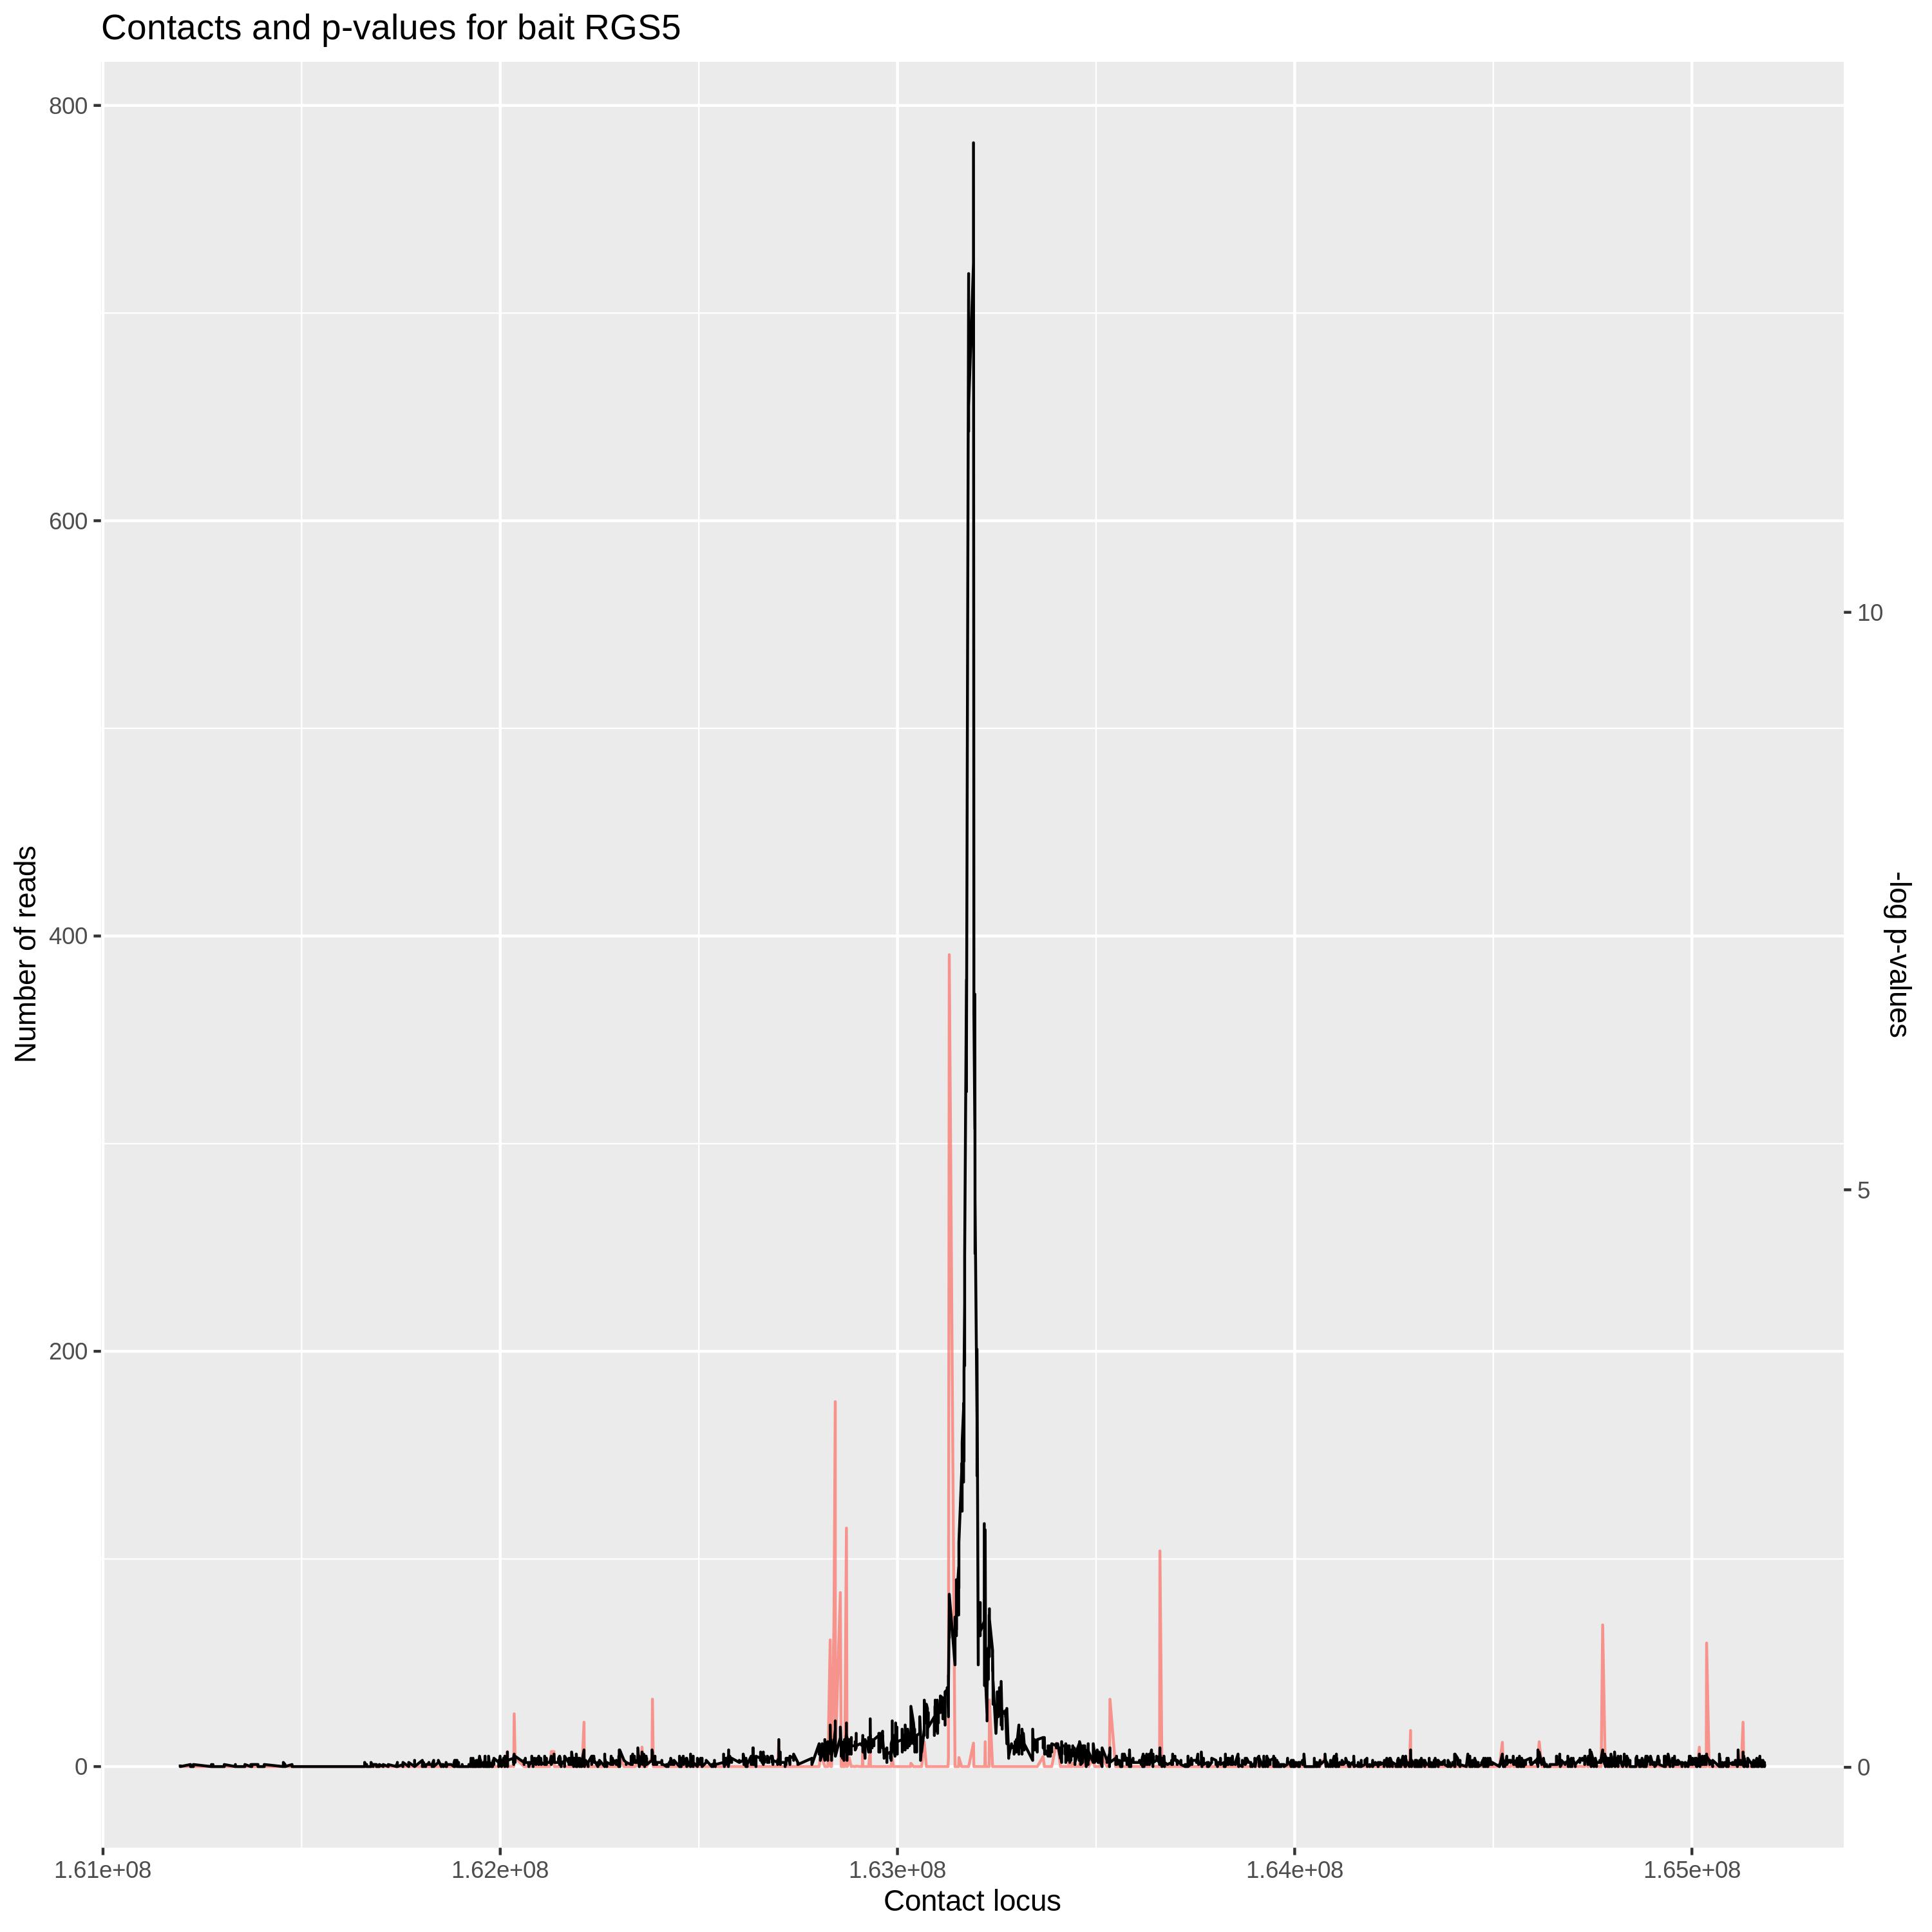 Contacts and p-values for bait RGS5
800
600
400
200
0
Number of reads
10
5
0
-log p-values
1.61e+08
1.62e+08
1.63e+08
1.64e+08
1.65e+08
Contact locus